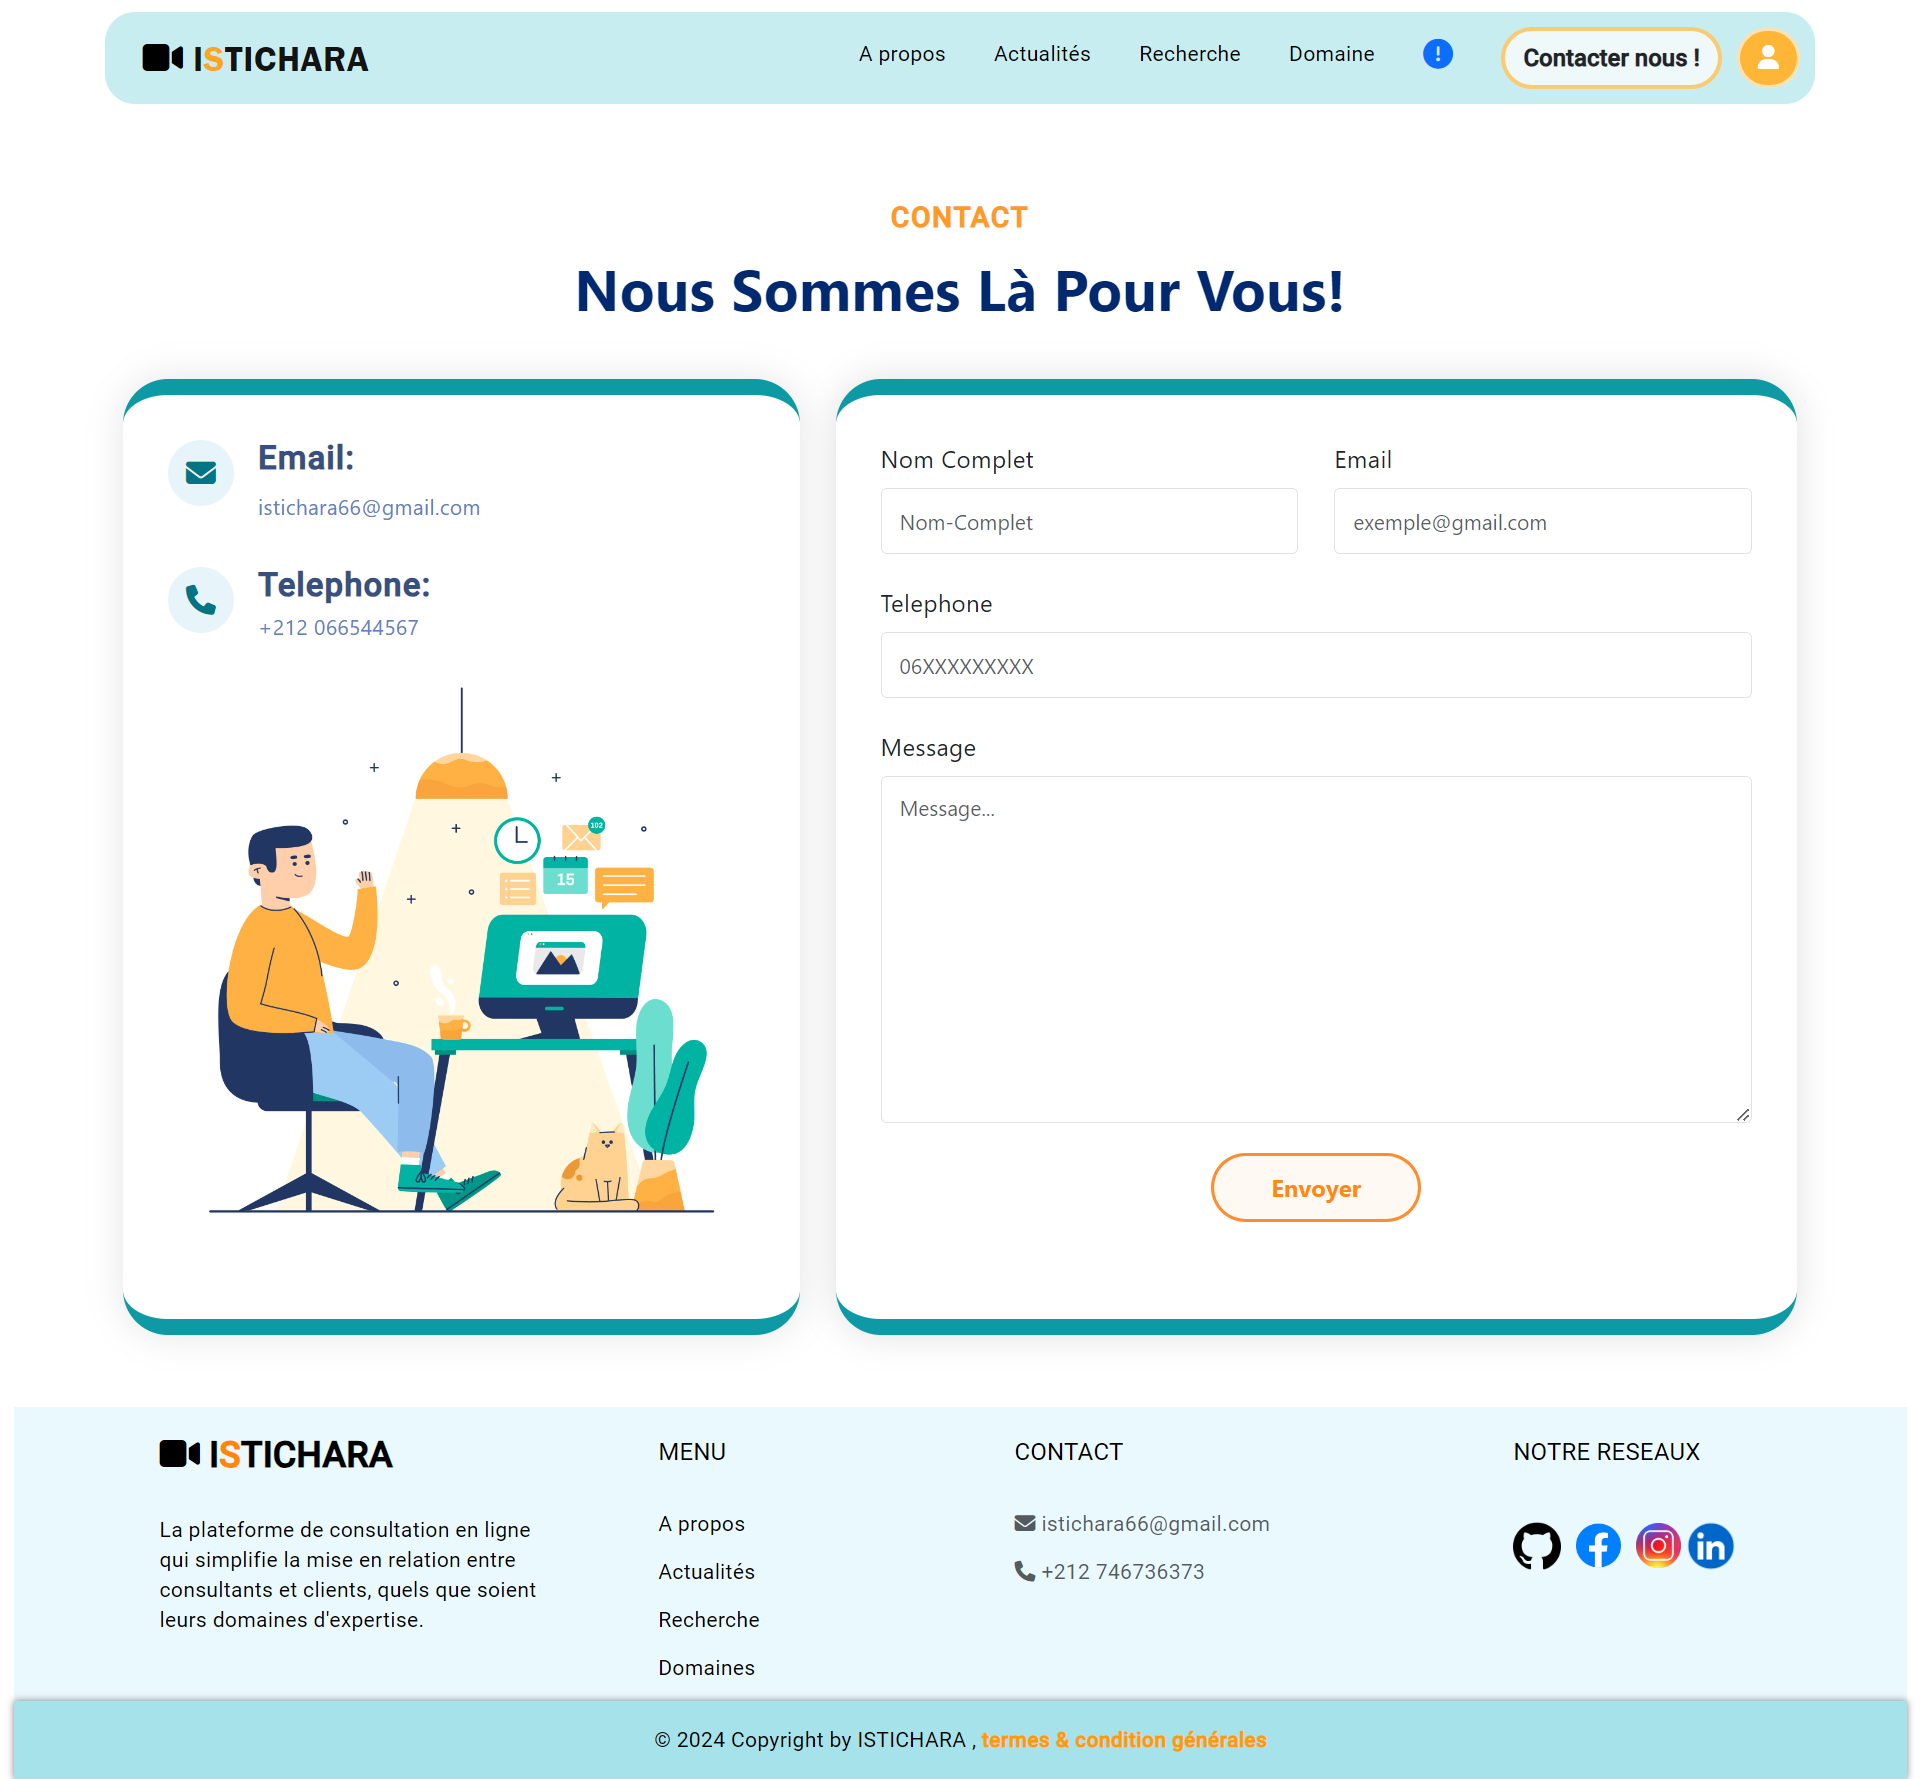 ISTICHARA
A propos
Actualités
Recherche
Domaine
Contacter nous !
CONTACT
Nous Sommes Là Pour Vous!
Email:
istichara66@gmail.com
Telephone:
+212 066544567
102
15
Nom Complet
Email
Nom-Complet
exemple@gmail.com
Telephone
06XXXXXXXXX
Message
Message...
Envoyer
ISTICHARA
La plateforme de consultation en ligne
qui simplifie la mise en relation entre
consultants et clients, quels que soient
leurs domaines d'expertise.
MENU
A propos
Actualités
Recherche
Domaines
CONTACT
istichara66@gmail.com
+212 746736373
NOTRE RESEAUX
© 2024 Copyright by ISTICHARA , termes & condition générales